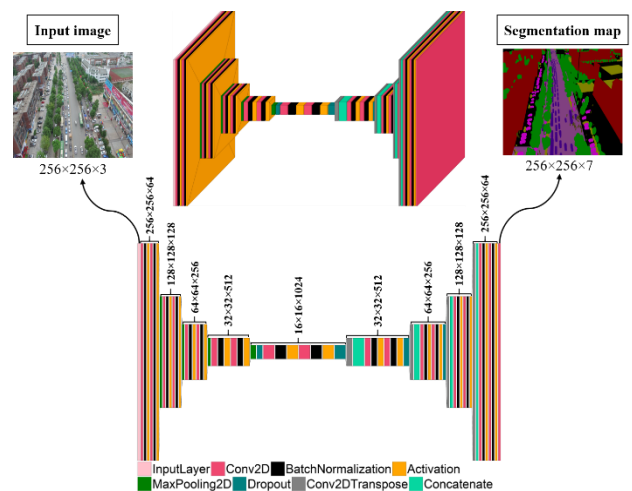 Input image
Segmentation map
256×256×3
256×256×7
256×256×64
128×128×128
64×64×256
32×32×512
16×16×1024
32×32×512
64×64×256
128×128×128
256×256×64
InputLayer Conv2D BatchNormalization Activation
MaxPooling2D Dropout Conv2DTranspose Concatenate